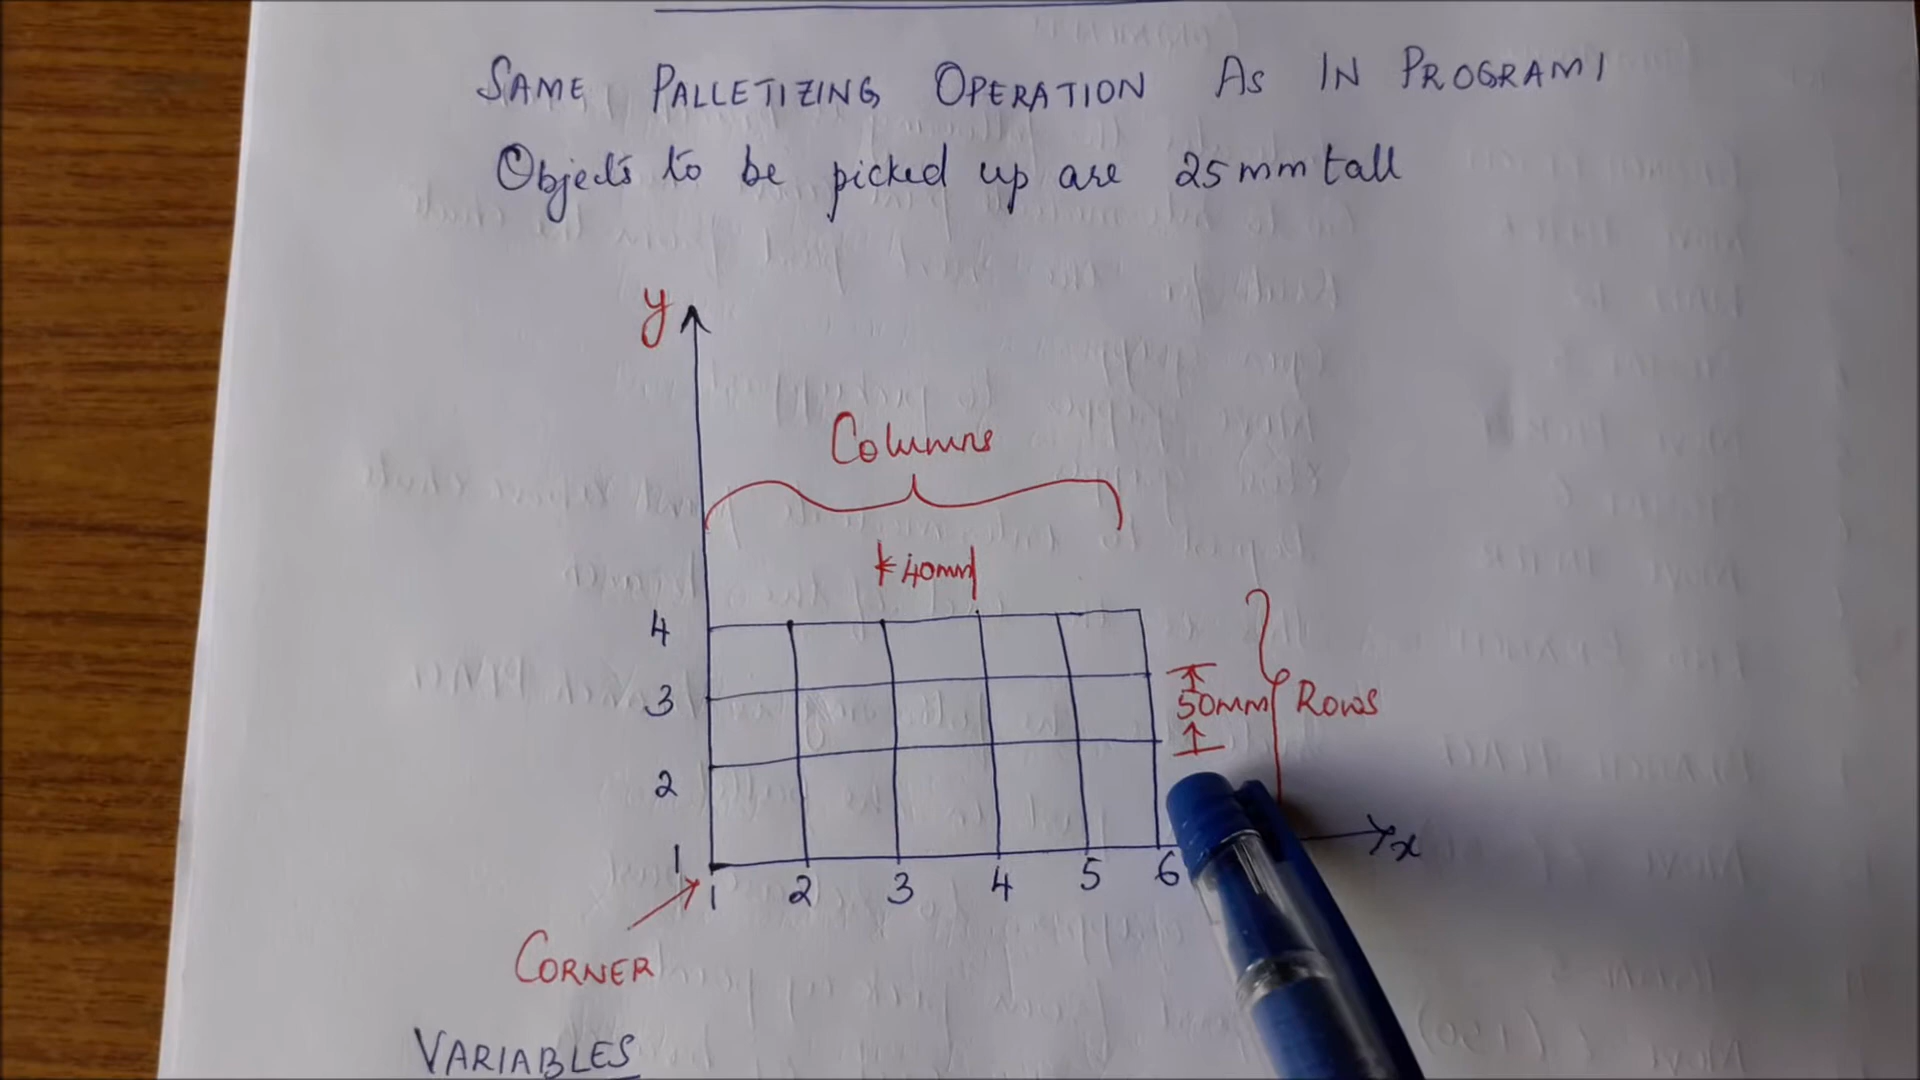 SAME PALLETIZING OPERATION AS IN PROGRAM 1
Objects to be picked up are 25mm tall
y
Columns
40mm
4
3
50mm
Rows
2
1
x
1 2 3 4 5 6
CORNER
VARIABLES